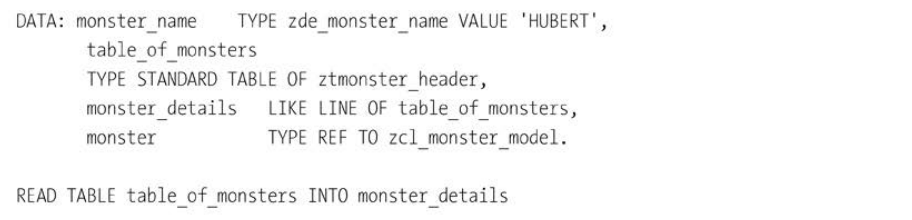 DATA: monster_name TYPE zde_monster_name VALUE 'HUBERT',
table_of_monsters
TYPE STANDARD TABLE OF ztmonster_header,
monster_details LIKE LINE OF table_of_monsters,
monster TYPE REF TO zcl_monster_model.
READ TABLE table_of_monsters INTO monster_details